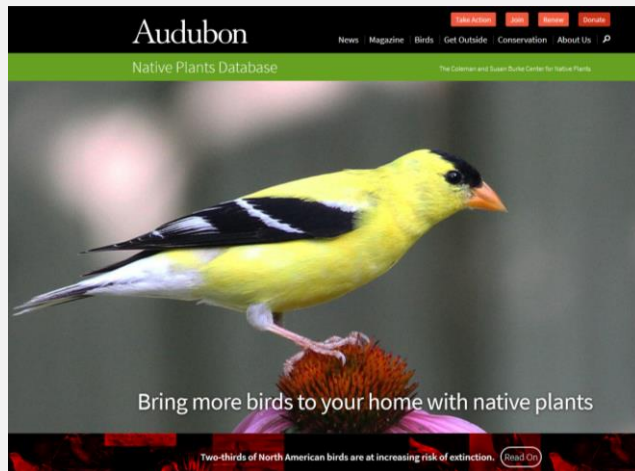 Take Action Join Renew Donate
Audubon
News Magazine Birds Get Outside Conservation About Us
Native Plants Database
The Coleman and Susan Burke Center for Native Plants
Bring more birds to your home with native plants
Two-thirds of North American birds are at increasing risk of extinction. Read On